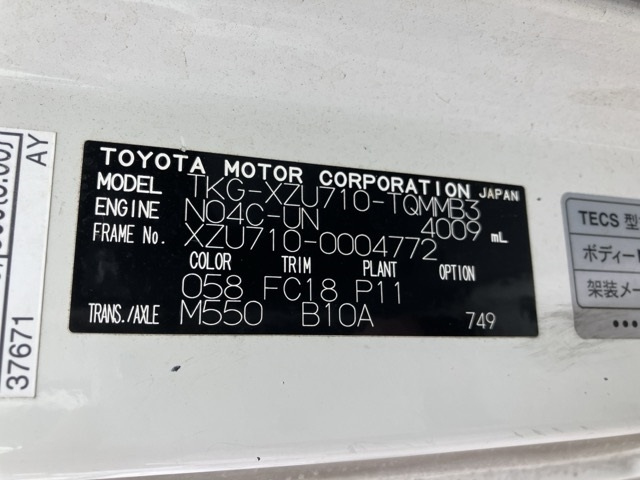 TOYOTA MOTOR CORPORATION JAPAN
MODEL TKG-XZU710-TQMMB3
ENGINE N04C-UN 4009 mL
FRAME No. XZU710-0004772
COLOR TRIM PLANT OPTION
058 FC18 P11
TRANS./AXLE M550 B10A 749
AY
37671
TECS 型
ボディー
架装メー